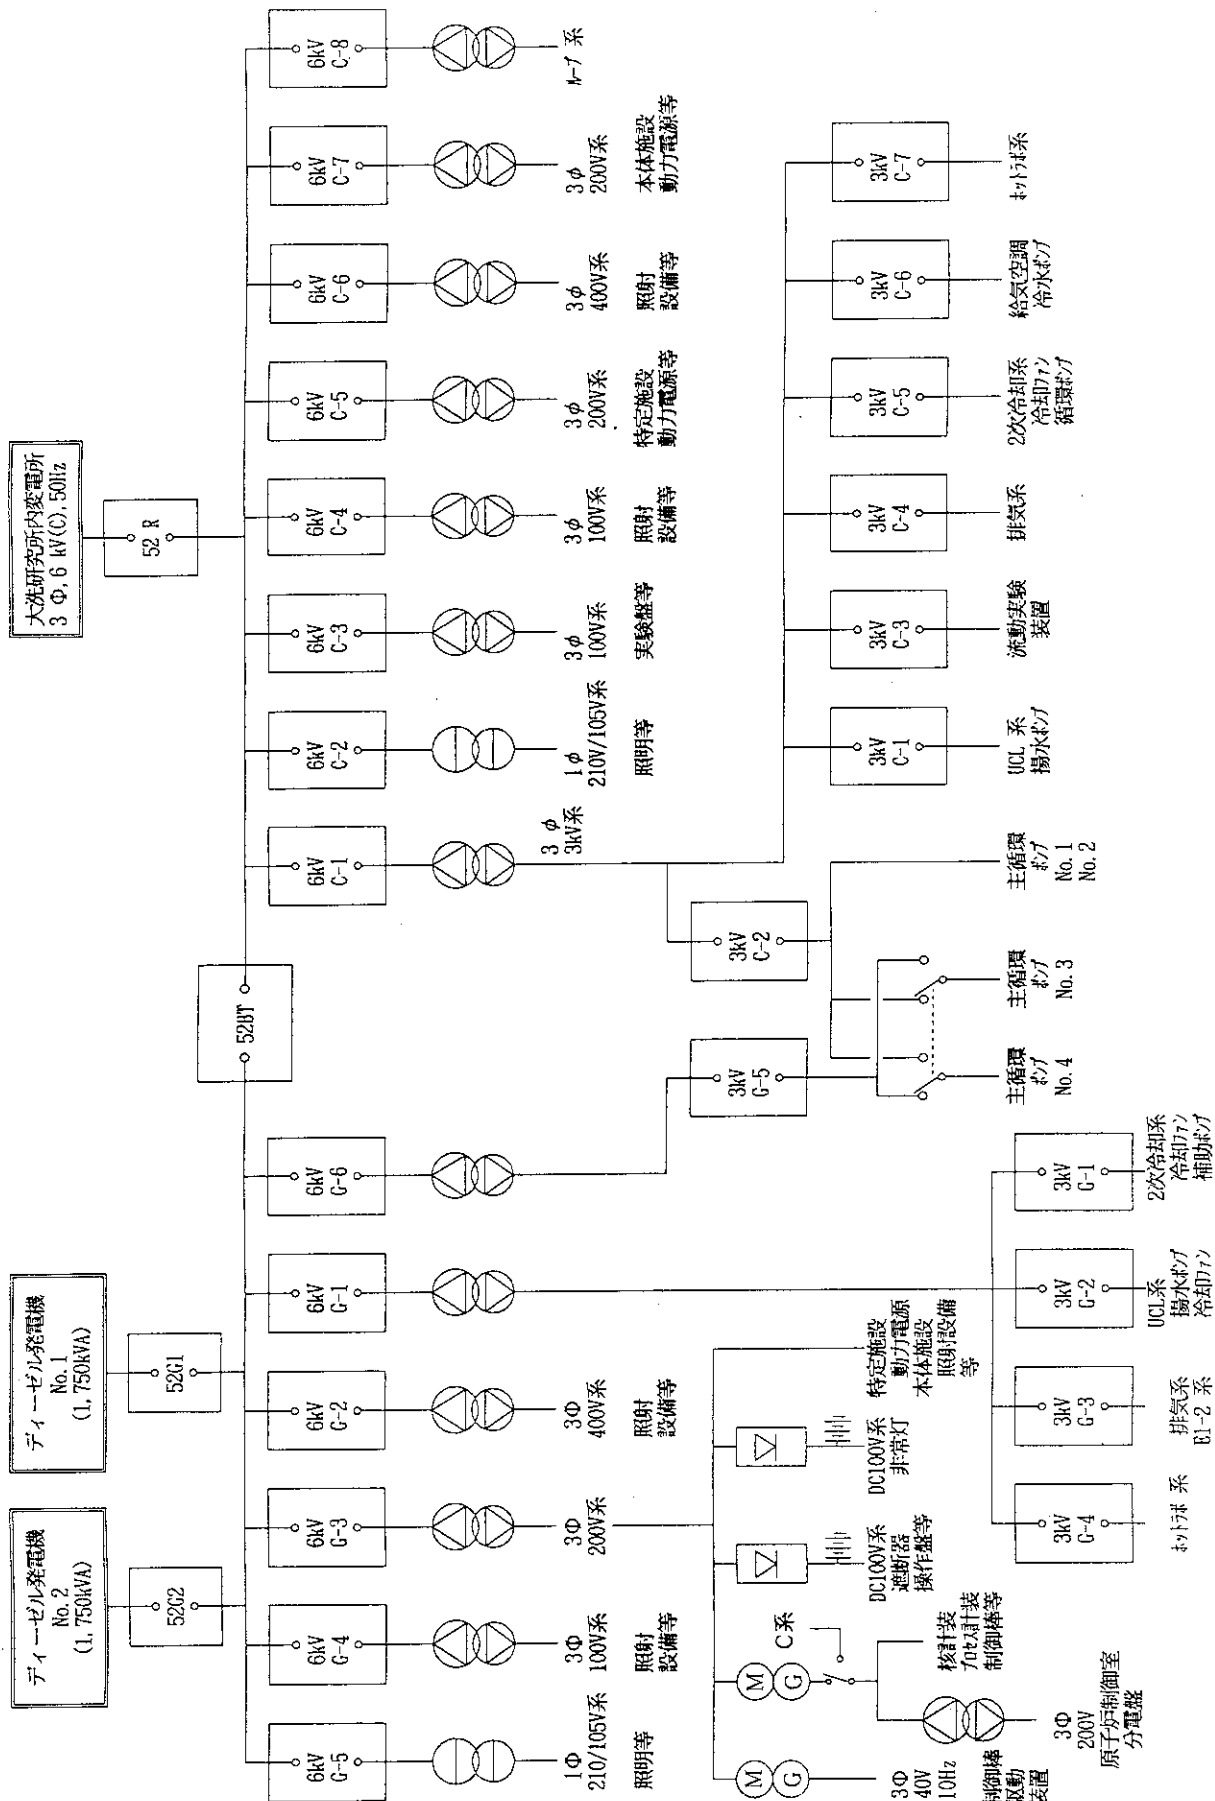 大洗研究所内変電所
3 Φ, 6 kV(C), 50Hz
52 R
ディーゼル発電機
No.2
(1,750kVA)
ディーゼル発電機
No.1
(1,750kVA)
52G2
52G1
52BT
6kV
G-5
6kV
G-4
6kV
G-3
6kV
G-2
6kV
G-1
6kV
G-6
6kV
C-1
6kV
C-2
6kV
C-3
6kV
C-4
6kV
C-5
6kV
C-6
6kV
C-7
6kV
C-8
1Φ
210/105V系
照明等
3Φ
100V系
照射
設備等
3Φ
200V系
3Φ
400V系
照射
設備等
3 φ
3kV系
1 φ
210V/105V系
照明等
3 φ
100V系
実験盤等
3 φ
100V系
照射
設備等
3 φ
200V系
特定施設
動力電源等
3 φ
400V系
照射
設備等
3 φ
200V系
本体施設
動力電源等
ループ 系
3kV
G-5
3kV
C-2
主循環
ポンプ
No.4
主循環
ポンプ
No.3
主循環
ポンプ
No.1
No.2
3kV
C-1
UCL 系
揚水ポンプ
3kV
C-3
流動実験
装置
3kV
C-4
排気系
3kV
C-5
2次冷却系
冷却ファン
循環ポンプ
3kV
C-6
給気空調
冷水ポンプ
3kV
C-7
ホットラボ系
M
G
3Φ
40V
10Hz
制御棒
駆動
装置
M
G
C系
核計装
プロセス計装
制御棒等
3Φ
200V
原子炉制御室
分電盤
DC100V系
遮断器
操作盤等
DC100V系
非常灯
特定施設
動力電源
本体施設
照射設備
等
3kV
G-4
ホットラボ 系
3kV
G-3
排気系
E1-2 系
3kV
G-2
UCL系
揚水ポンプ
冷却ファン
3kV
G-1
2次冷却系
冷却ファン
補助ポンプ